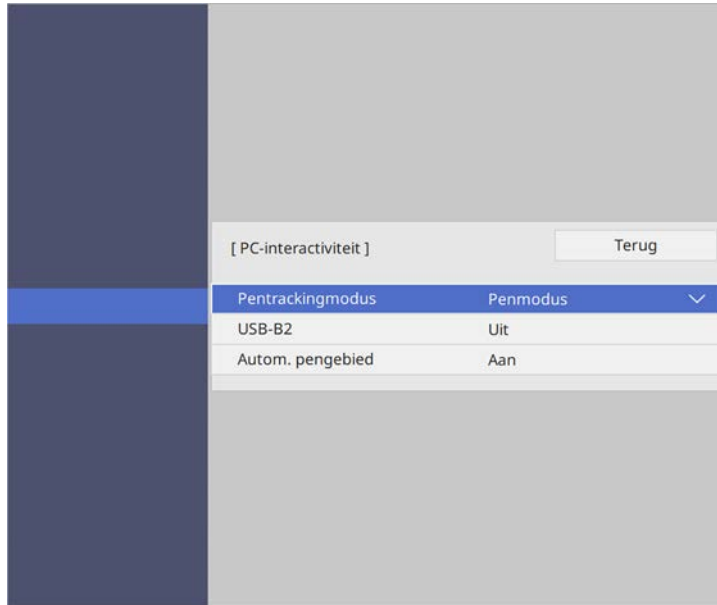 [ PC-interactiviteit ] Terug
Pentrackingmodus Penmodus
USB-B2 Uit
Autom. pengebied Aan